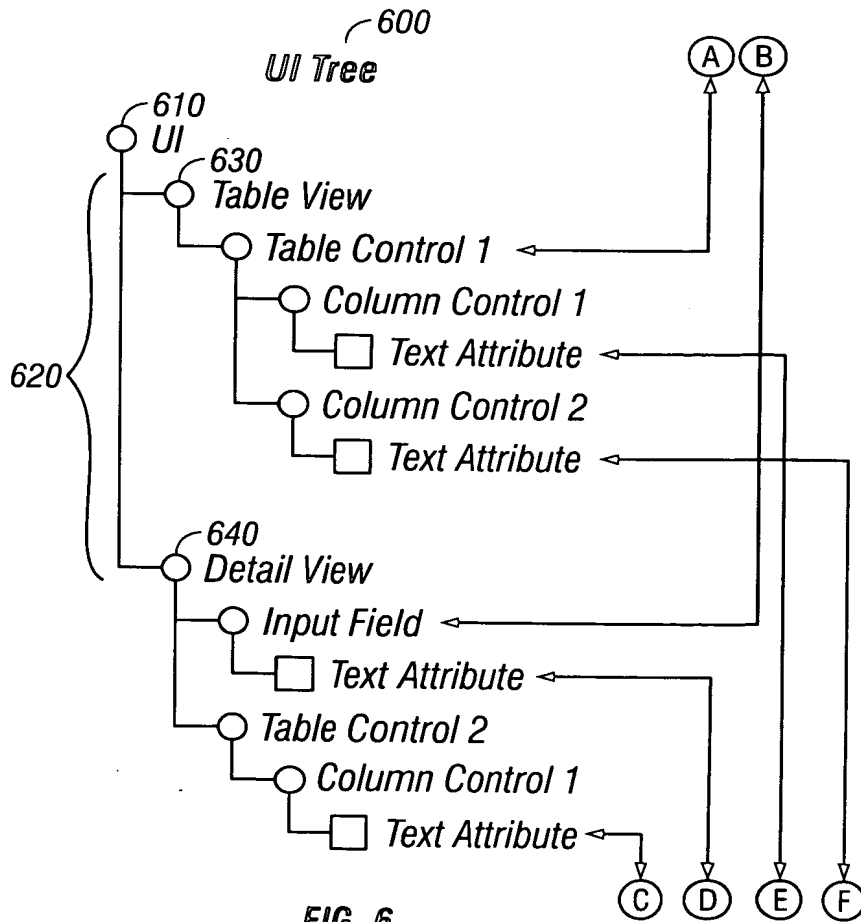 600
UI Tree
A B
610
UI
630
Table View
Table Control 1
Column Control 1
Text Attribute
620
Column Control 2
Text Attribute
640
Detail View
Input Field
Text Attribute
Table Control 2
Column Control 1
Text Attribute
C D E F
FIG. 6